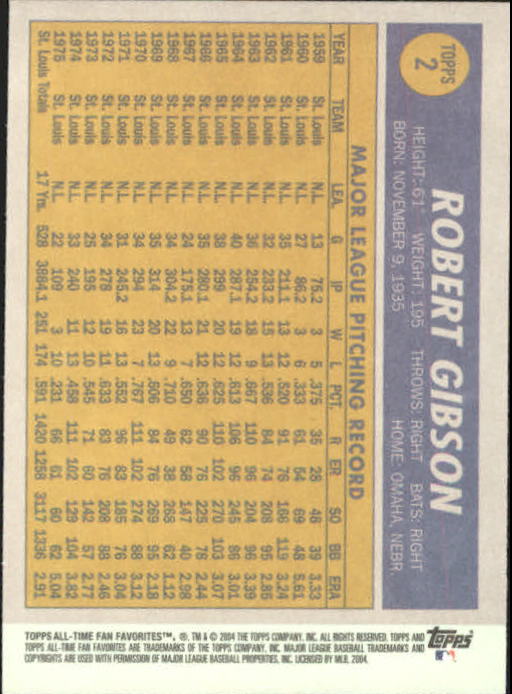 TOPPS
2
ROBERT GIBSON
HEIGHT: 6'1" WEIGHT: 195 THROWS: RIGHT BATS: RIGHT
BORN: NOVEMBER 9, 1935 HOME: OMAHA, NEBR.
MAJOR LEAGUE PITCHING RECORD
YEAR TEAM LEA. G IP W L PCT. R ER SO BB ERA
1959 St. Louis N.L. 13 75.2 3 5 .375 35 28 48 39 3.33
1960 St. Louis N.L. 27 86.2 3 6 .333 61 54 69 48 5.61
1961 St. Louis N.L. 35 211.1 13 12 .520 91 76 166 119 3.24
1962 St. Louis N.L. 32 233.2 15 13 .536 84 74 208 95 2.85
1963 St. Louis N.L. 36 254.2 18 9 .667 110 96 204 96 3.39
1964 St. Louis N.L. 40 287.1 19 12 .613 106 96 245 86 3.01
1965 St. Louis N.L. 38 299 20 12 .625 110 102 270 103 3.07
1966 St. Louis N.L. 35 280.1 21 12 .636 90 76 225 78 2.44
1967 St. Louis N.L. 24 175.1 13 7 .650 62 58 147 40 2.98
1968 St. Louis N.L. 34 304.2 22 9 .710 49 38 268 62 1.12
1969 St. Louis N.L. 35 314 20 13 .606 84 76 269 95 2.18
1970 St. Louis N.L. 34 294 23 7 .767 111 102 274 88 3.12
1971 St. Louis N.L. 31 245.2 16 13 .552 96 83 185 76 3.04
1972 St. Louis N.L. 34 278 19 11 .633 83 76 208 88 2.46
1973 St. Louis N.L. 25 195 12 10 .545 71 60 142 57 2.77
1974 St. Louis N.L. 33 240 11 13 .458 111 102 129 104 3.82
1975 St. Louis N.L. 22 109 3 10 .231 66 61 60 62 5.04
St. Louis Totals 17 Yrs. 528 3884.1 251 174 .591 1420 1258 3117 1336 2.91
TOPPS ALL-TIME FAN FAVORITES™, ®, TM & © 2004 THE TOPPS COMPANY, INC. ALL RIGHTS RESERVED. TOPPS AND
TOPPS ALL-TIME FAN FAVORITES ARE TRADEMARKS OF THE TOPPS COMPANY, INC. MAJOR LEAGUE BASEBALL TRADEMARKS AND
COPYRIGHTS ARE USED WITH PERMISSION OF MAJOR LEAGUE BASEBALL PROPERTIES, INC. LICENSED BY MLB, 2004.
topps